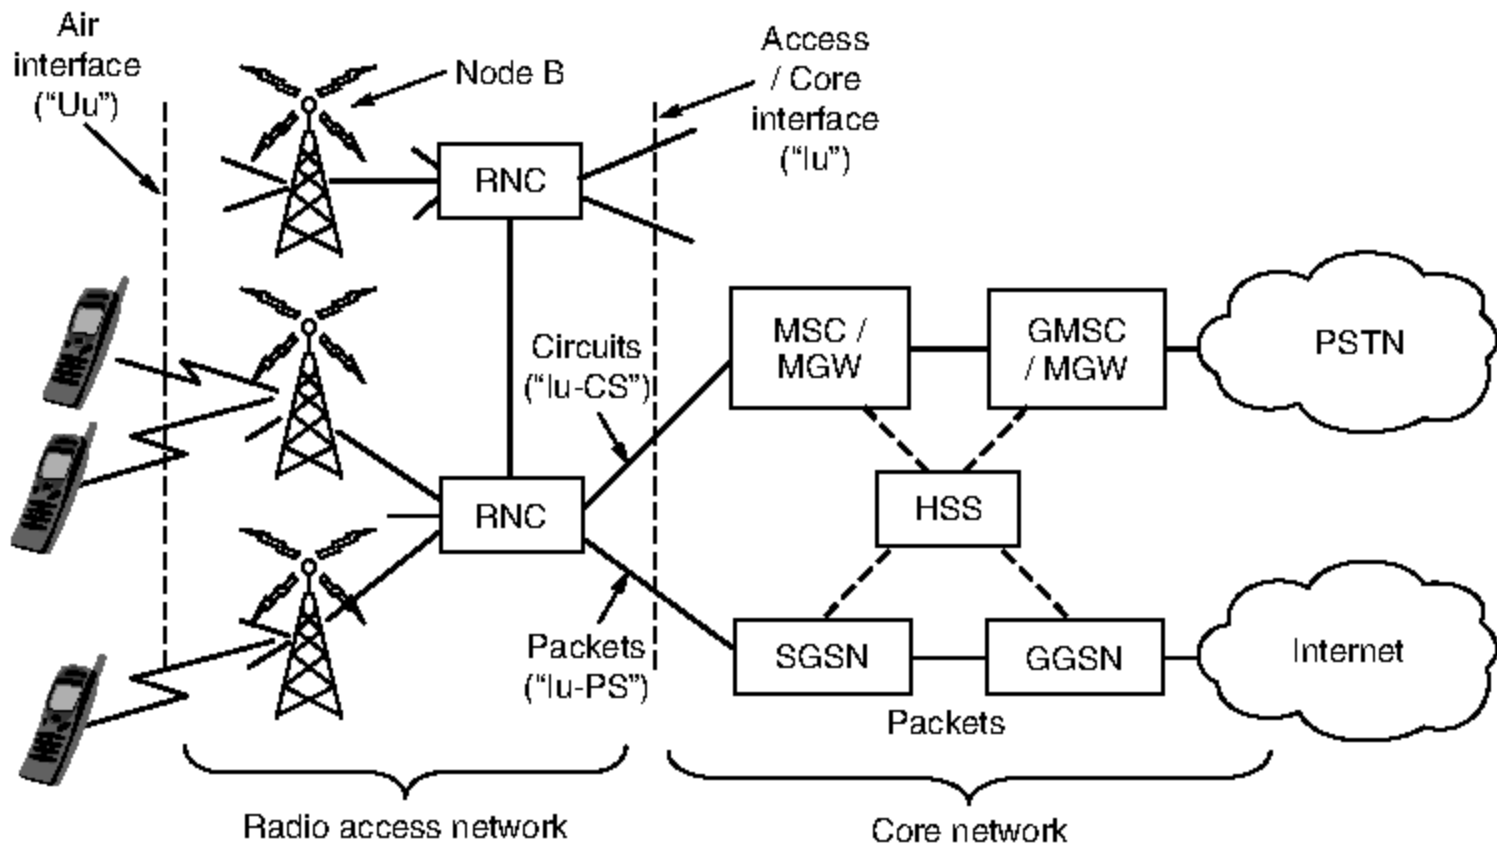 Air
interface
(“Uu”)
Node B
Access
/ Core
interface
(“Iu”)
RNC
Circuits
(“Iu-CS”)
MSC /
MGW
GMSC
/ MGW
PSTN
RNC
HSS
Packets
(“Iu-PS”)
SGSN
GGSN
Internet
Packets
Radio access network
Core network